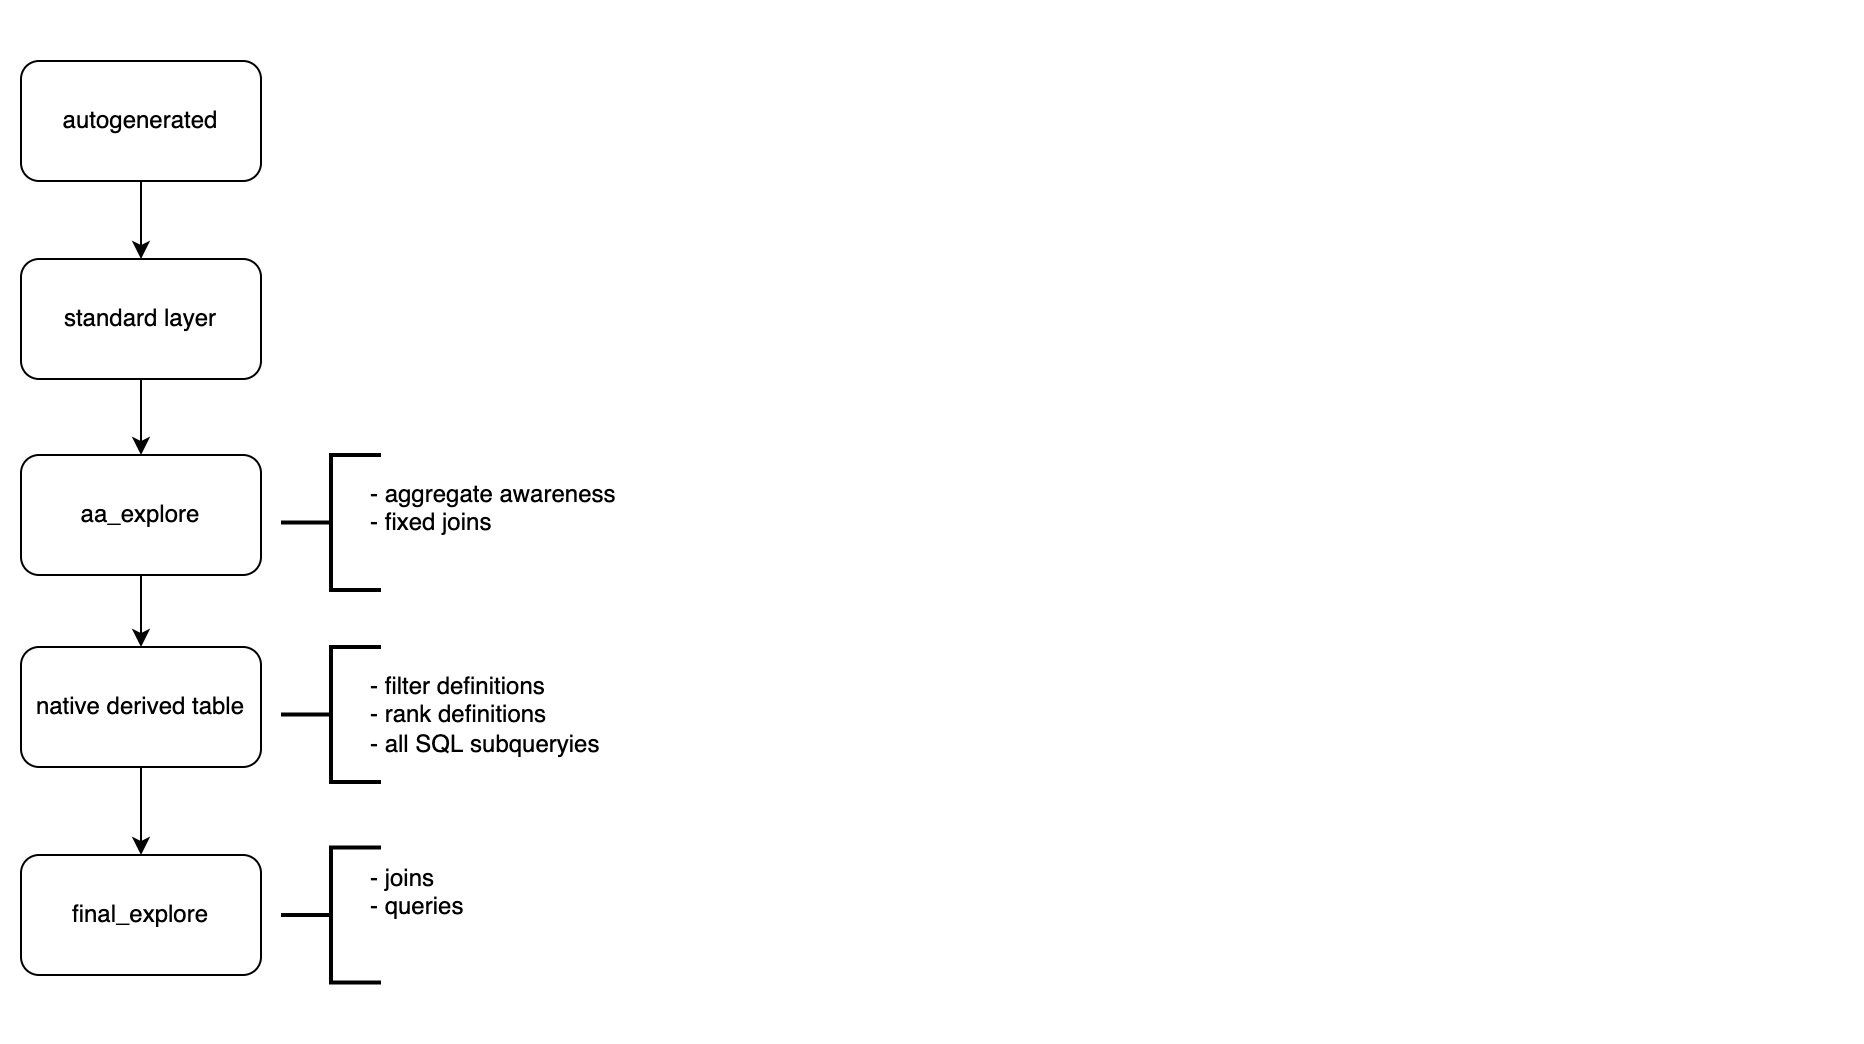 autogenerated
standard layer
aa_explore
- aggregate awareness
- fixed joins
native derived table
- filter definitions
- rank definitions
- all SQL subqueryies
final_explore
- joins
- queries